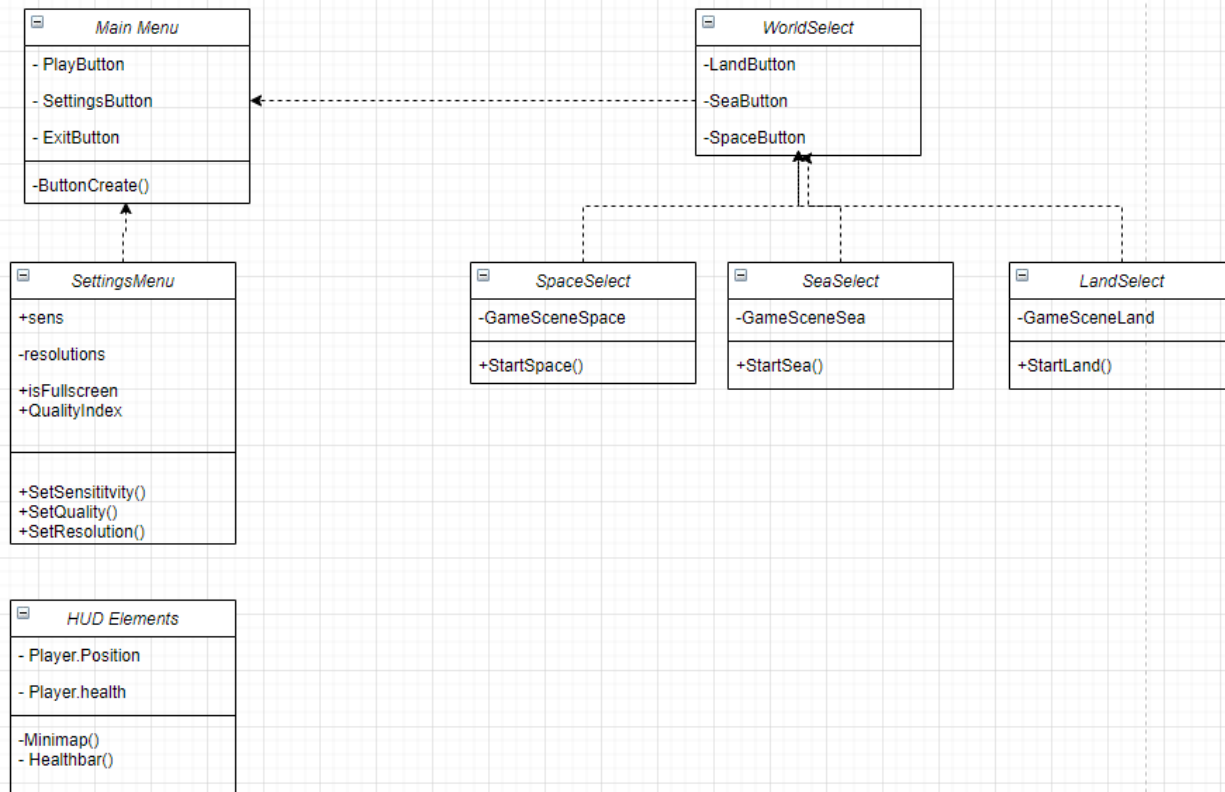 Main Menu
- PlayButton
- SettingsButton
- ExitButton
-ButtonCreate()
WorldSelect
-LandButton
-SeaButton
-SpaceButton
SettingsMenu
+sens
-resolutions
+isFullscreen
+QualityIndex
+SetSensititvity()
+SetQuality()
+SetResolution()
SpaceSelect
-GameSceneSpace
+StartSpace()
SeaSelect
-GameSceneSea
+StartSea()
LandSelect
-GameSceneLand
+StartLand()
HUD Elements
- Player.Position
- Player.health
-Minimap()
- Healthbar()